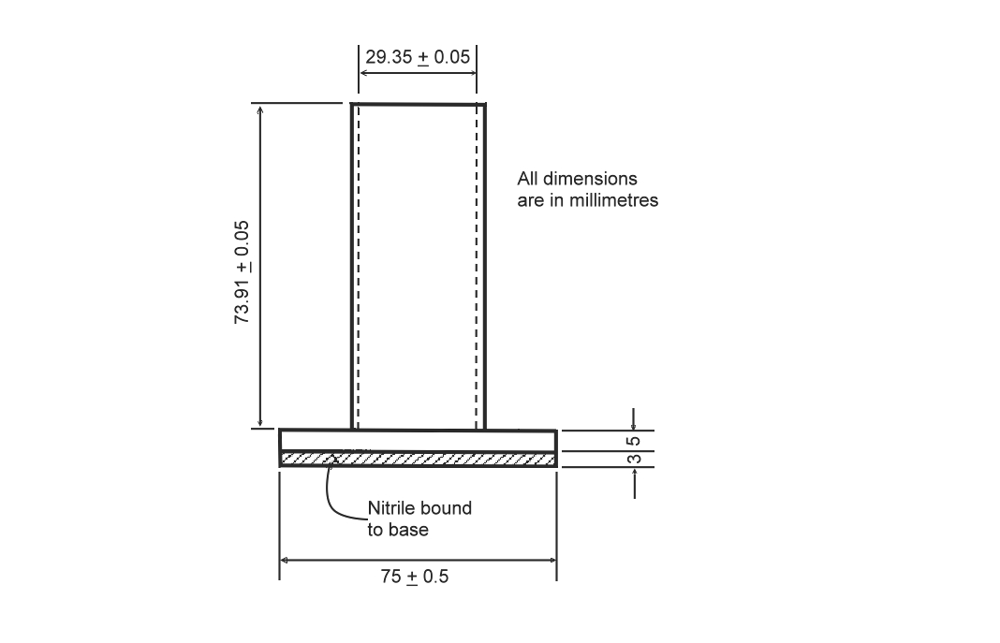 29.35 ± 0.05
All dimensions
are in millimetres
73.91 ± 0.05
5
3
Nitrile bound
to base
75 ± 0.5